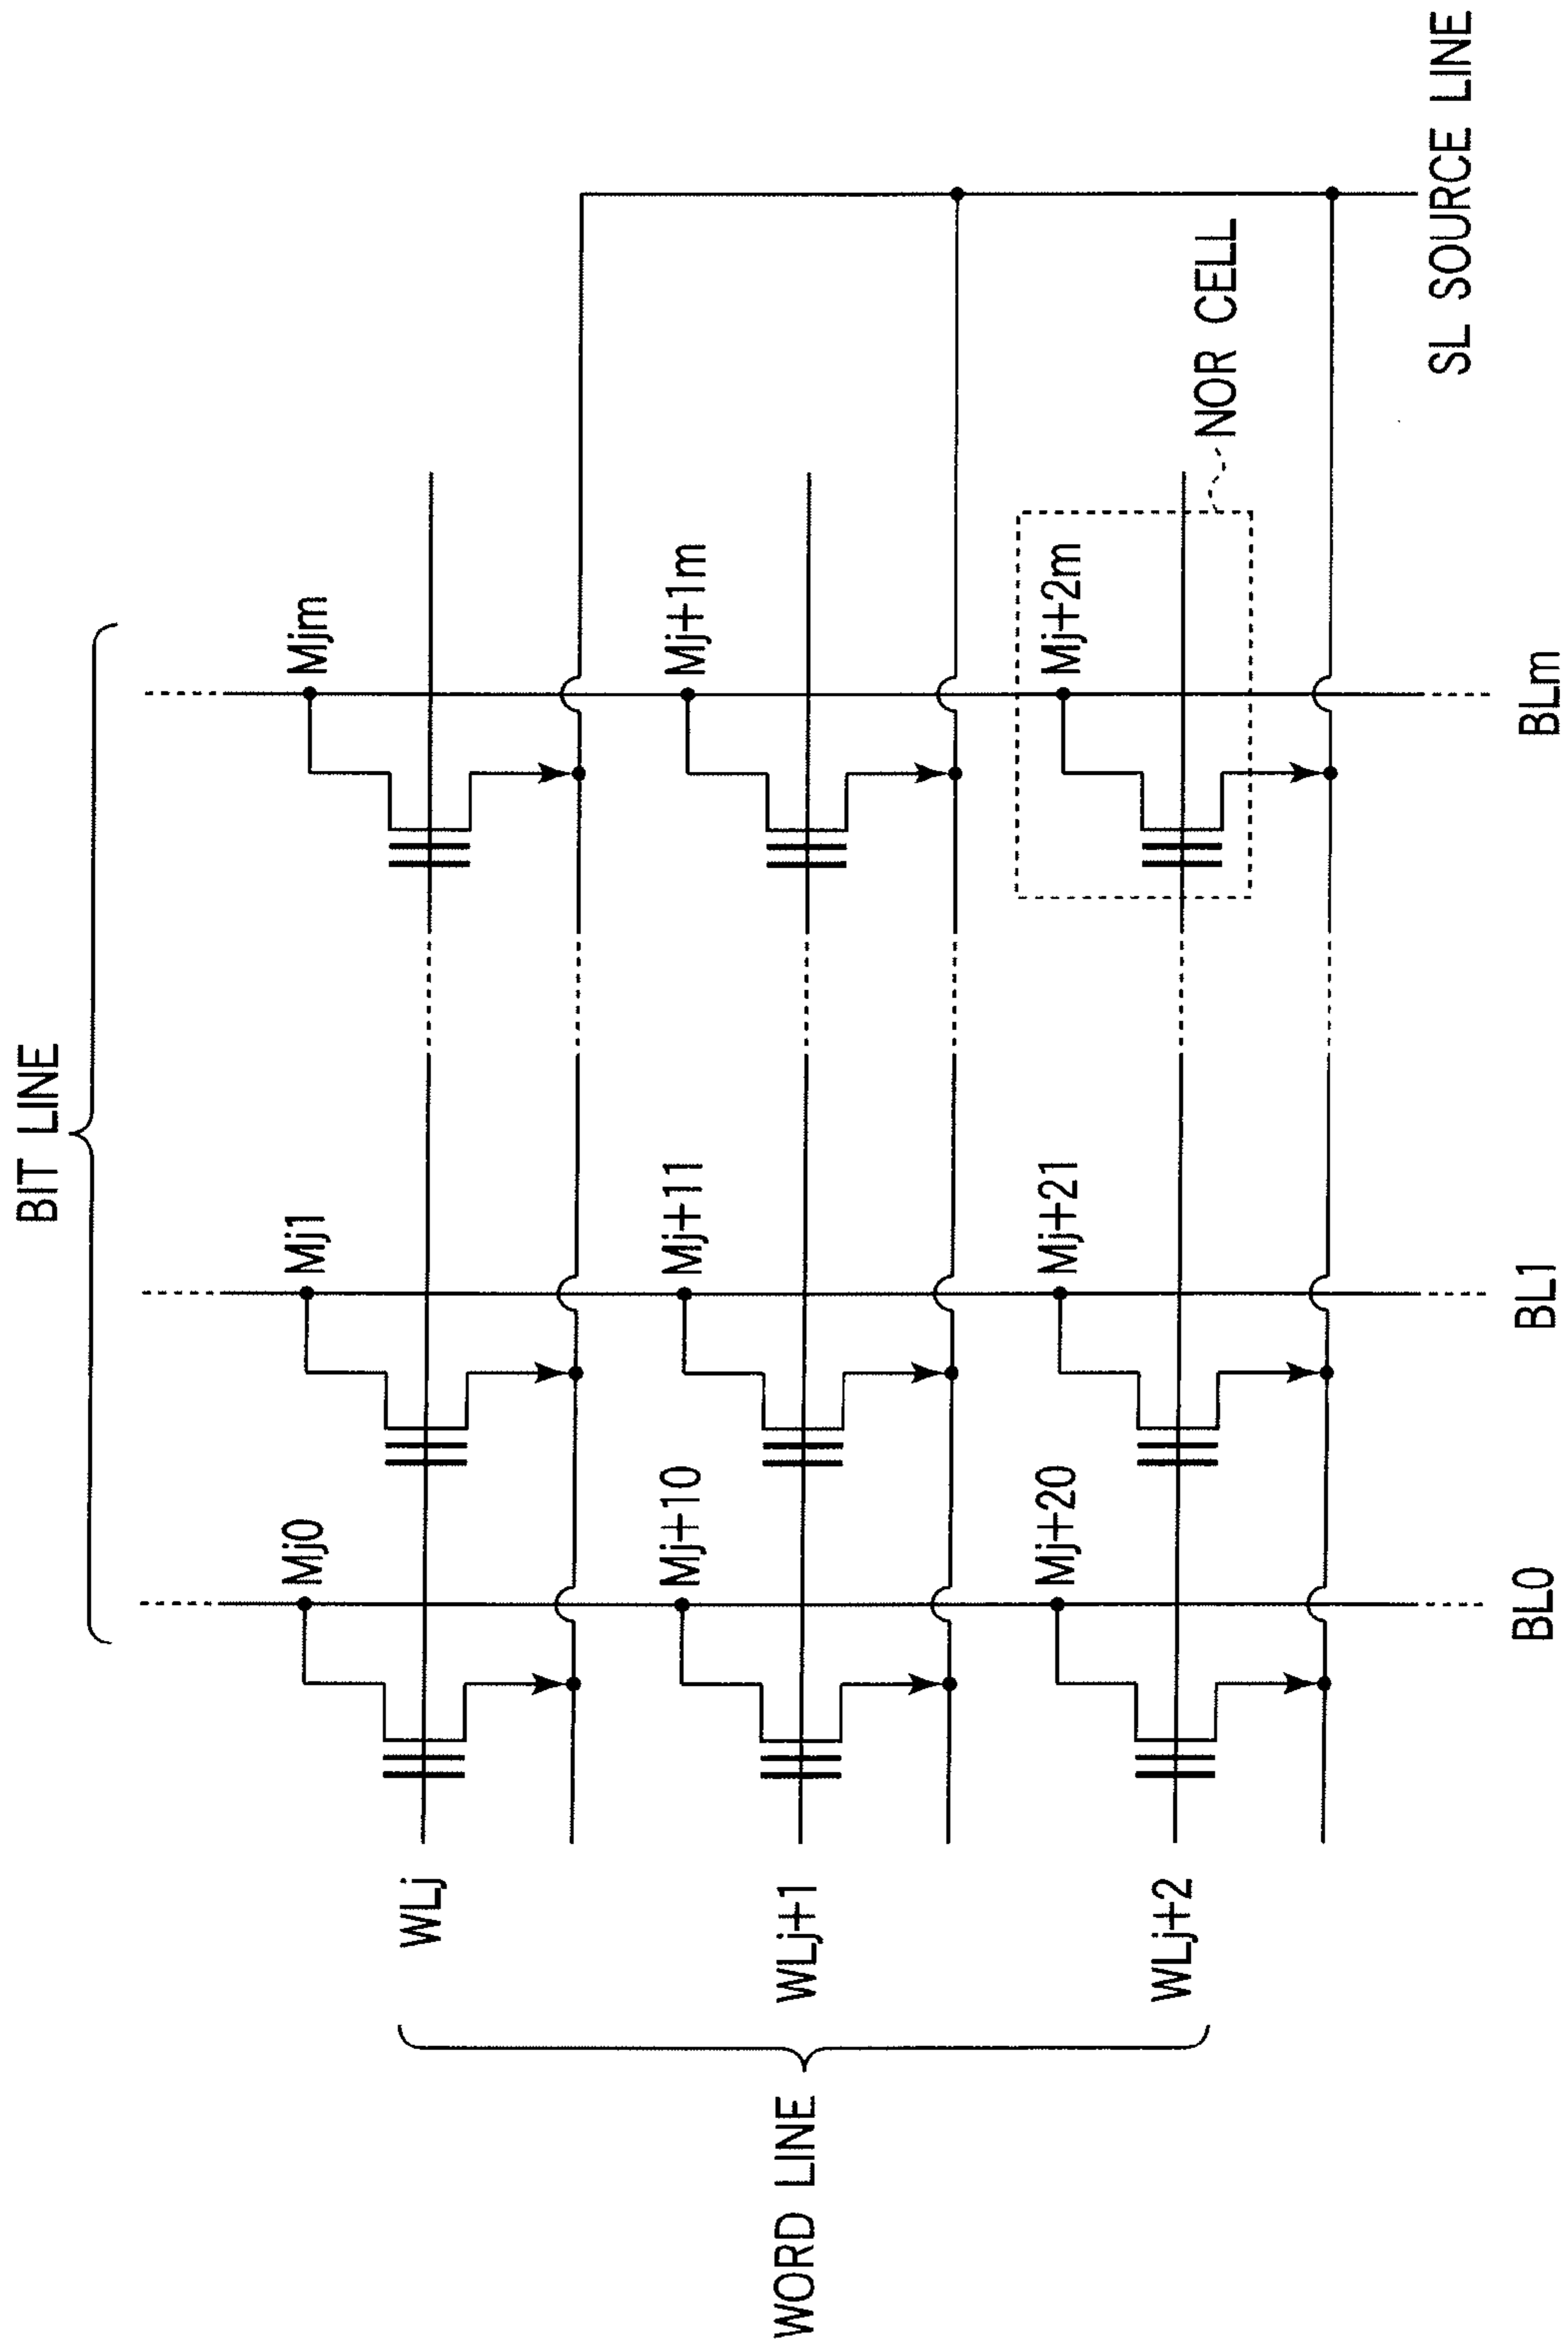 BIT LINE
Mj0
Mj1
Mjm
WLj
Mj+10
Mj+11
Mj+1m
WORD LINE
WLj+1
Mj+20
Mj+21
Mj+2m
WLj+2
NOR CELL
BL0
BL1
BLm
SL SOURCE LINE